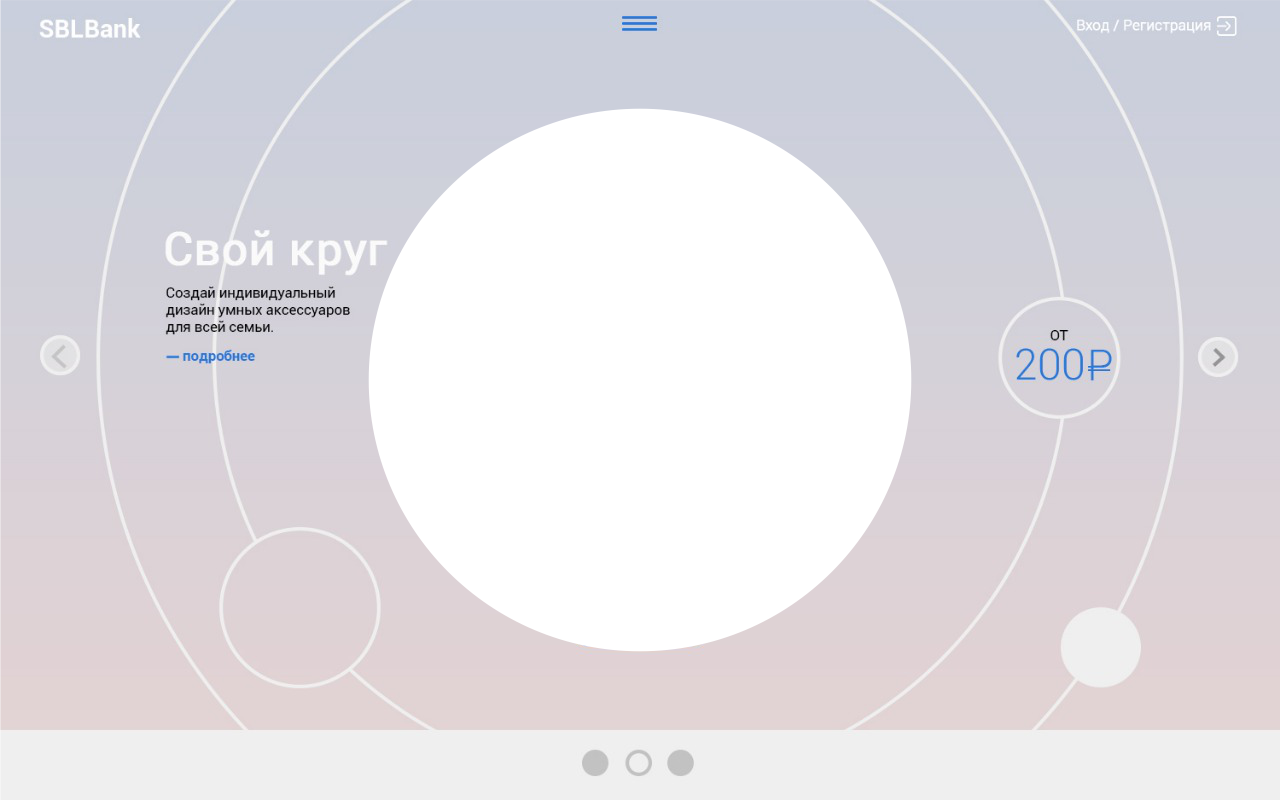 SBLBank
Вход / Регистрация
Свой круг
Создай индивидуальный
дизайн умных аксессуаров
для всей семьи.
— подробнее
от
200₽